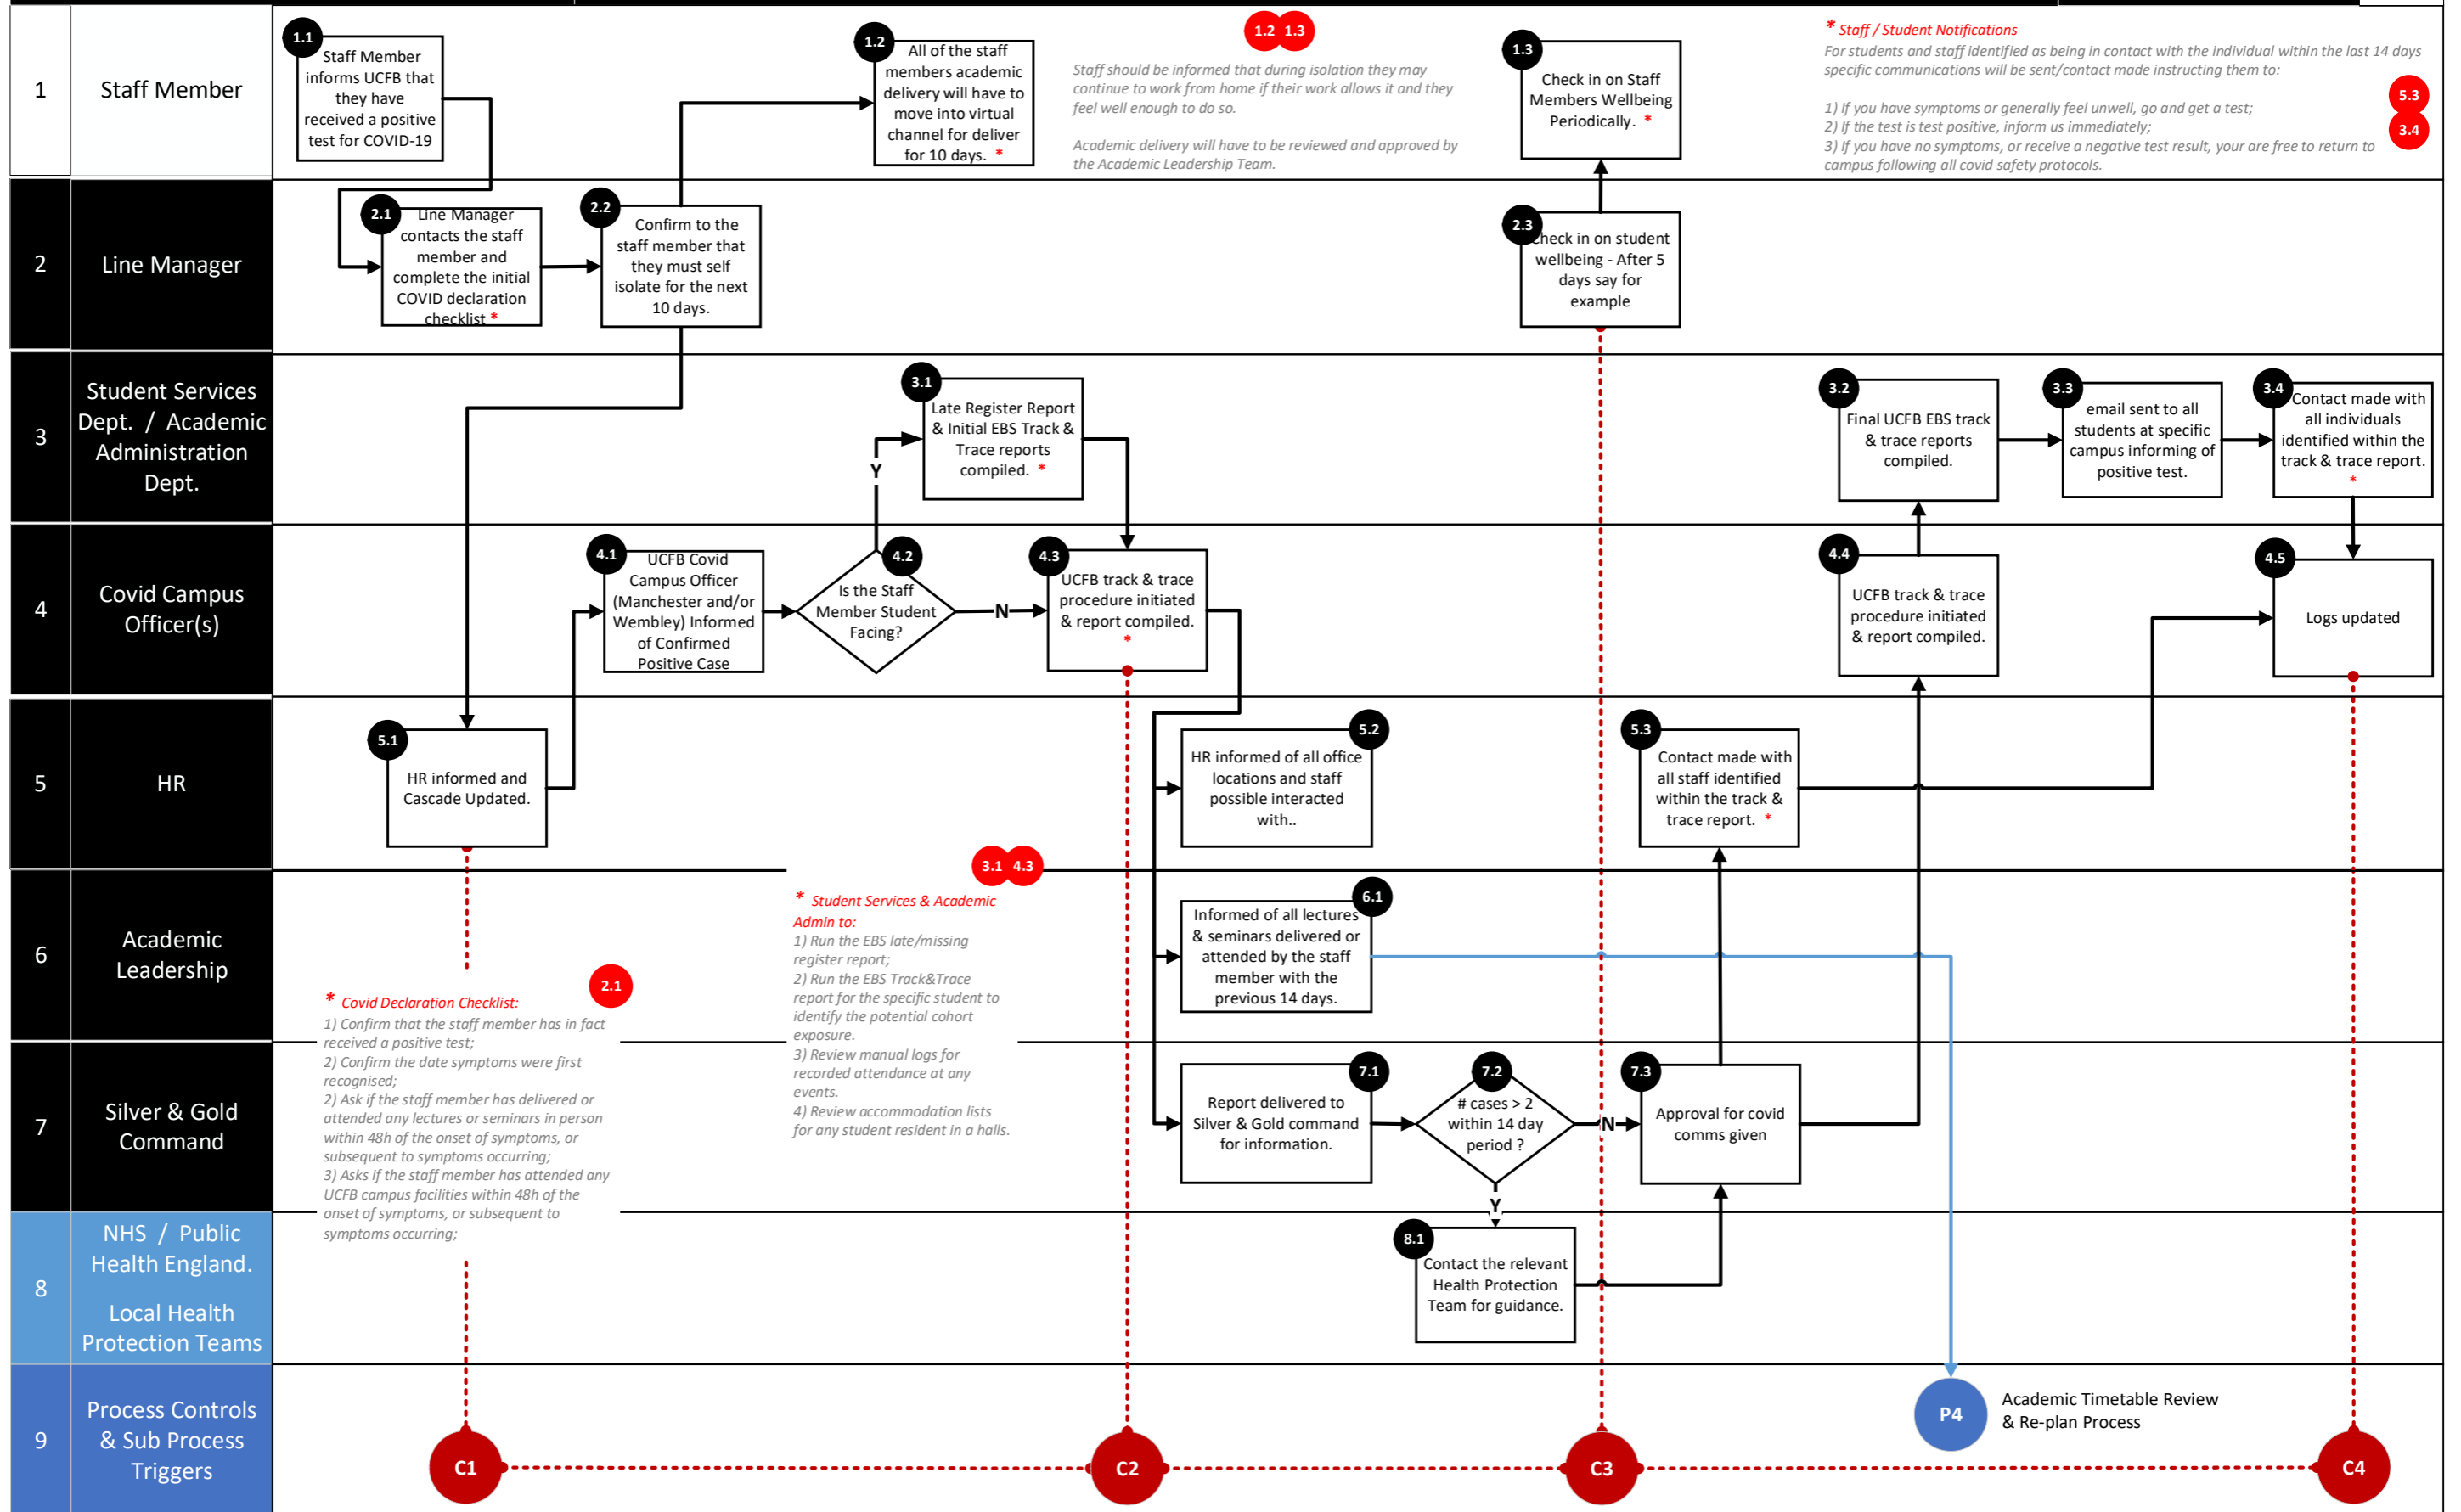 1
Staff Member
1.1
Staff Member
informs UCFB that
they have
received a positive
test for COVID-19
1.2
All of the staff
members academic
delivery will have to
move into virtual
channel for deliver
for 10 days. *
1.2 1.3
Staff should be informed that during isolation they may
continue to work from home if their work allows it and they
feel well enough to do so.
Academic delivery will have to be reviewed and approved by
the Academic Leadership Team.
1.3
Check in on Staff
Members Wellbeing
Periodically. *
* Staff / Student Notifications
For students and staff identified as being in contact with the individual within the last 14 days
specific communications will be sent/contact made instructing them to:
1) If you have symptoms or generally feel unwell, go and get a test;
2) If the test is test positive, inform us immediately;
3) If you have no symptoms, or receive a negative test result, your are free to return to
campus following all covid safety protocols.
5.3
3.4
2
Line Manager
2.1
Line Manager
contacts the staff
member and
complete the initial
COVID declaration
checklist *
2.2
Confirm to the
staff member that
they must self
isolate for the next
10 days.
2.3
Check in on student
wellbeing - After 5
days say for
example
3
Student Services
Dept. / Academic
Administration
Dept.
3.1
Late Register Report
& Initial EBS Track &
Trace reports
compiled. *
Y
3.2
Final UCFB EBS track
& trace reports
compiled.
3.3
email sent to all
students at specific
campus informing of
positive test.
3.4
Contact made with
all individuals
identified within the
track & trace report.
*
4
Covid Campus
Officer(s)
4.1
UCFB Covid
Campus Officer
(Manchester and/or
Wembley) Informed
of Confirmed
Positive Case
4.2
Is the Staff
Member Student
Facing?
N
4.3
UCFB track & trace
procedure initiated
& report compiled.
*
4.4
UCFB track & trace
procedure initiated
& report compiled.
4.5
Logs updated
5
HR
5.1
HR informed and
Cascade Updated.
5.2
HR informed of all office
locations and staff
possible interacted
with..
5.3
Contact made with
all staff identified
within the track &
trace report. *
6
Academic
Leadership
3.1 4.3
* Student Services & Academic
Admin to:
1) Run the EBS late/missing
register report;
2) Run the EBS Track&Trace
report for the specific student to
identify the potential cohort
exposure.
3) Review manual logs for
recorded attendance at any
events.
4) Review accommodation lists
for any student resident in a halls.
6.1
Informed of all lectures
& seminars delivered or
attended by the staff
member with the
previous 14 days.
2.1
* Covid Declaration Checklist:
1) Confirm that the staff member has in fact
received a positive test;
2) Confirm the date symptoms were first
recognised;
2) Ask if the staff member has delivered or
attended any lectures or seminars in person
within 48h of the onset of symptoms, or
subsequent to symptoms occurring;
3) Asks if the staff member has attended any
UCFB campus facilities within 48h of the
onset of symptoms, or subsequent to
symptoms occurring;
7
Silver & Gold
Command
7.1
Report delivered to
Silver & Gold command
for information.
7.2
# cases > 2
within 14 day
period ?
N
Y
7.3
Approval for covid
comms given
8
NHS / Public
Health England.
Local Health
Protection Teams
8.1
Contact the relevant
Health Protection
Team for guidance.
9
Process Controls
& Sub Process
Triggers
C1
C2
C3
P4
Academic Timetable Review
& Re-plan Process
C4